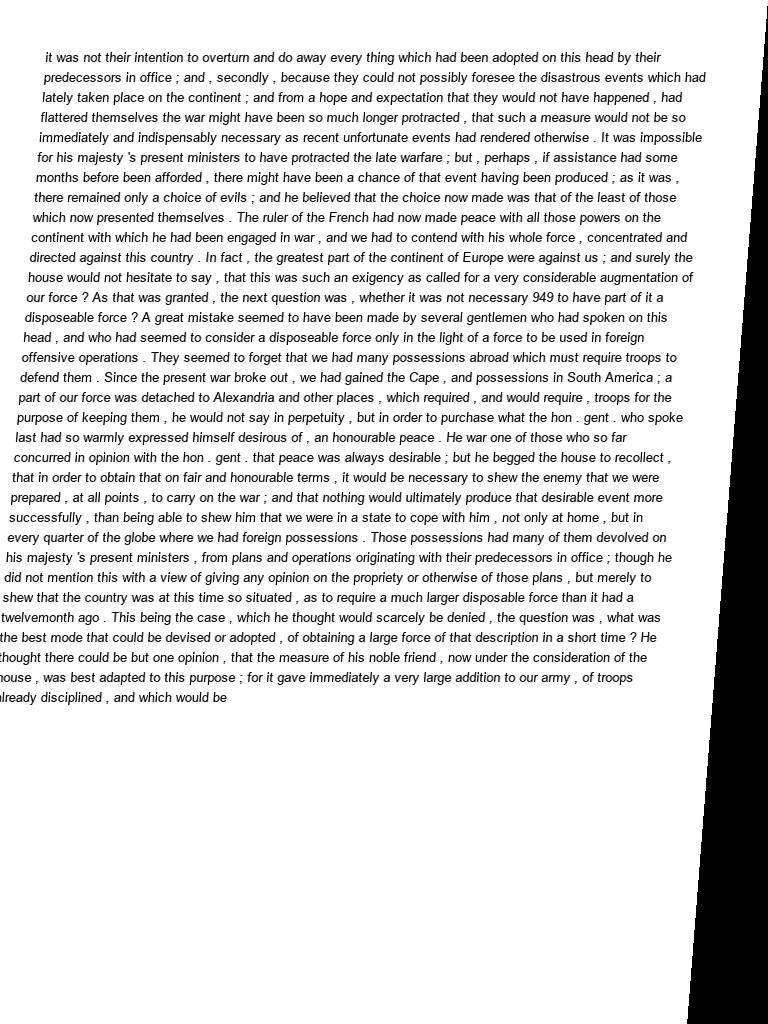 it was not their intention to overturn and do away every thing which had been adopted on this head by their
predecessors in office ; and , secondly , because they could not possibly foresee the disastrous events which had
lately taken place on the continent ; and from a hope and expectation that they would not have happened , had
flattered themselves the war might have been so much longer protracted , that such a measure would not be so
immediately and indispensably necessary as recent unfortunate events had rendered otherwise . It was impossible
for his majesty 's present ministers to have protracted the late warfare ; but , perhaps , if assistance had some
months before been afforded , there might have been a chance of that event having been produced ; as it was ,
there remained only a choice of evils ; and he believed that the choice now made was that of the least of those
which now presented themselves . The ruler of the French had now made peace with all those powers on the
continent with which he had been engaged in war , and we had to contend with his whole force , concentrated and
directed against this country . In fact , the greatest part of the continent of Europe were against us ; and surely the
house would not hesitate to say , that this was such an exigency as called for a very considerable augmentation of
our force ? As that was granted , the next question was , whether it was not necessary 949 to have part of it a
disposeable force ? A great mistake seemed to have been made by several gentlemen who had spoken on this
head , and who had seemed to consider a disposeable force only in the light of a force to be used in foreign
offensive operations . They seemed to forget that we had many possessions abroad which must require troops to
defend them . Since the present war broke out , we had gained the Cape , and possessions in South America ; a
part of our force was detached to Alexandria and other places , which required , and would require , troops for the
purpose of keeping them , he would not say in perpetuity , but in order to purchase what the hon . gent . who spoke
last had so warmly expressed himself desirous of , an honourable peace . He war one of those who so far
concurred in opinion with the hon . gent . that peace was always desirable ; but he begged the house to recollect ,
that in order to obtain that on fair and honourable terms , it would be necessary to shew the enemy that we were
prepared , at all points , to carry on the war ; and that nothing would ultimately produce that desirable event more
successfully , than being able to shew him that we were in a state to cope with him , not only at home , but in
every quarter of the globe where we had foreign possessions . Those possessions had many of them devolved on
his majesty 's present ministers , from plans and operations originating with their predecessors in office ; though he
did not mention this with a view of giving any opinion on the propriety or otherwise of those plans , but merely to
shew that the country was at this time so situated , as to require a much larger disposable force than it had a
twelvemonth ago . This being the case , which he thought would scarcely be denied , the question was , what was
the best mode that could be devised or adopted , of obtaining a large force of that description in a short time ? He
thought there could be but one opinion , that the measure of his noble friend , now under the consideration of the
house , was best adapted to this purpose ; for it gave immediately a very large addition to our army , of troops
already disciplined , and which would be